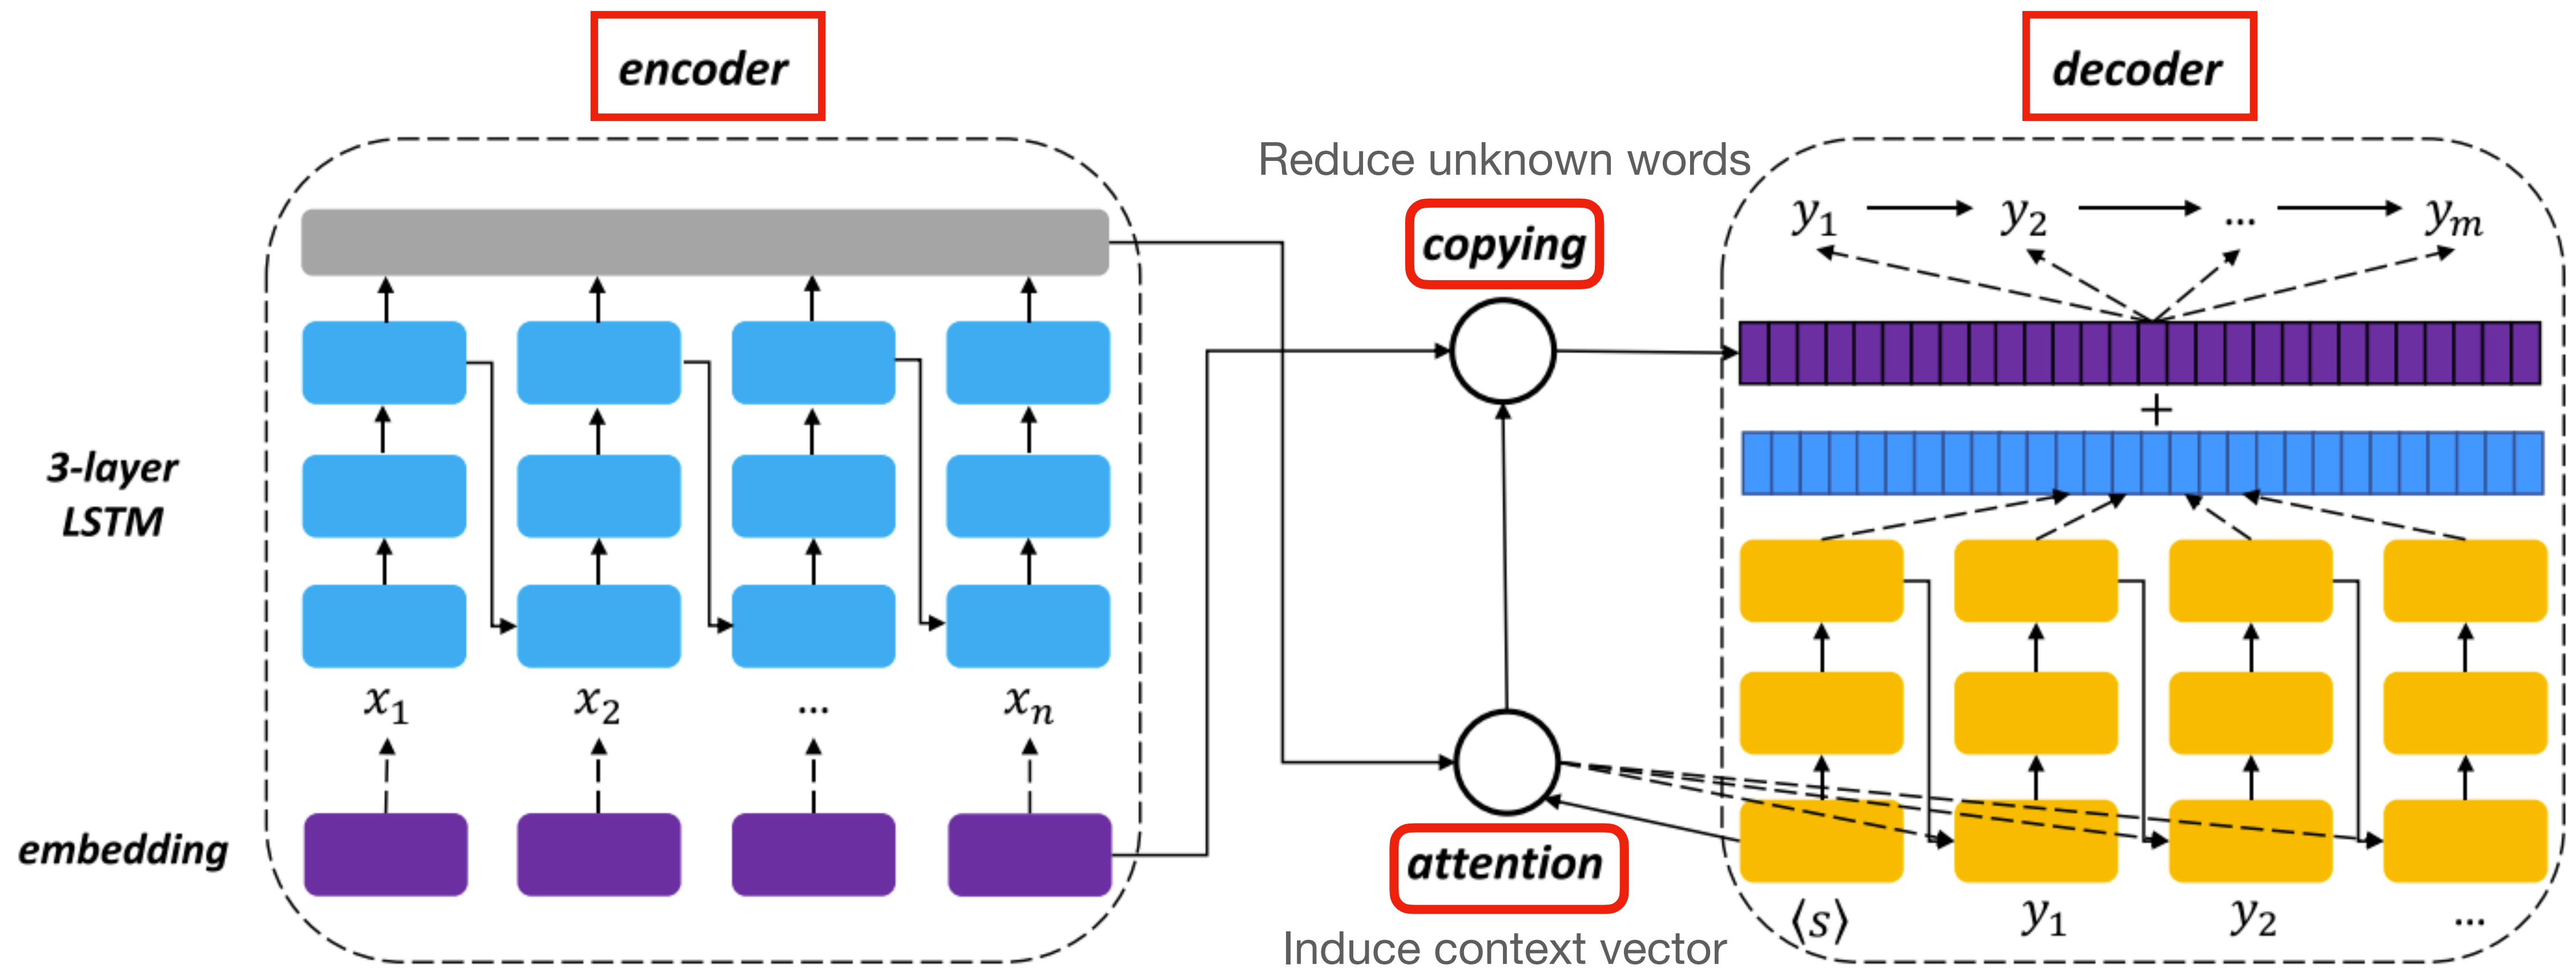 encoder
decoder
Reduce unknown words
copying
y₁
y₂
...
yₘ
+
3-layer
LSTM
x₁
x₂
...
xₙ
embedding
attention
Induce context vector
⟨s⟩
y₁
y₂
...